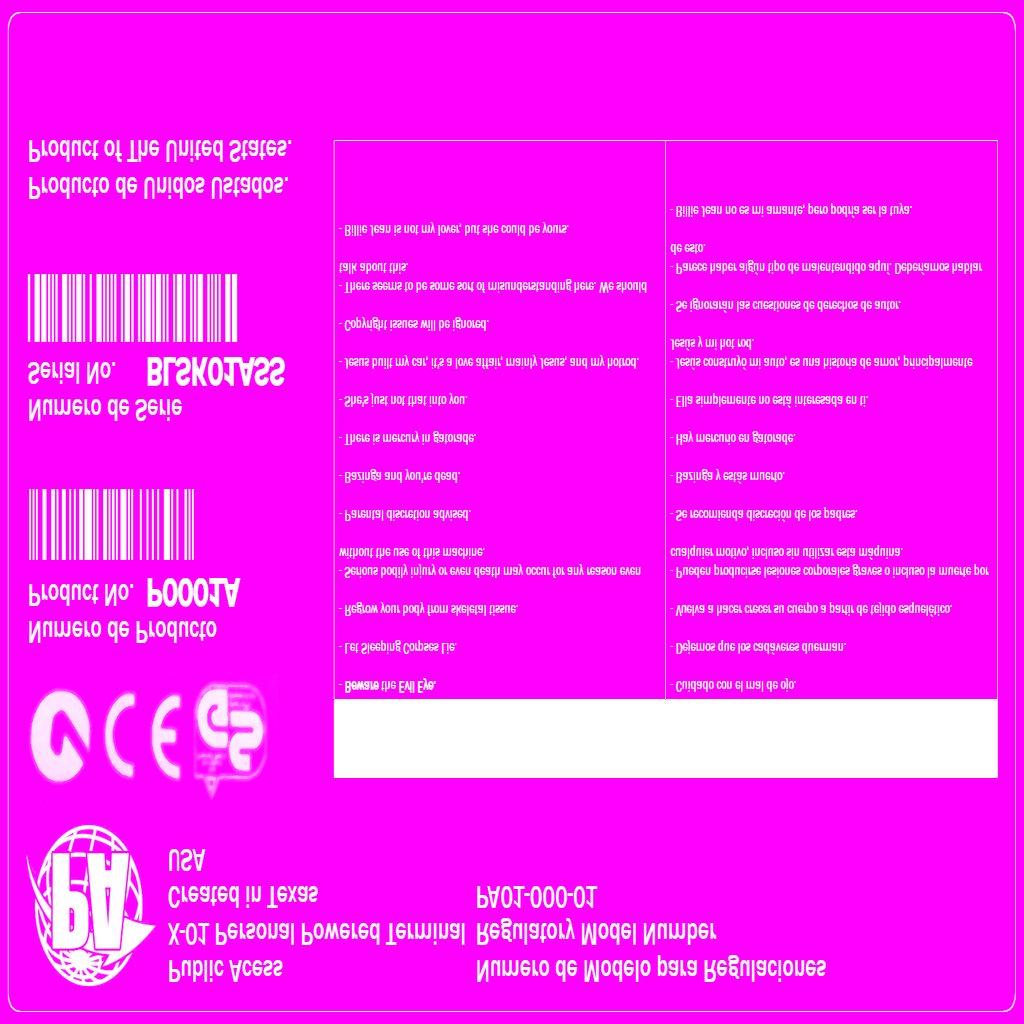 PA
Public Acess
X-01 Personal Powered Terminal
Created in Texas
USA
Numero de Modelo para Regulaciones
Regulatory Model Number
PA01-000-01
CE
GS
Numero de Producto
Product No. P0001A
Numero de Serie
Serial No. BLSK01ASS
Producto de Unidos Ustados.
Product of The United States.
- Beware the Evil Eye.
- Let Sleeping Corpses Lie.
- Regrow your body from skeletal tissue.
- Serious bodily injury or even death may occur for any reason even
without the use of this machine.
- Parental discretion advised.
- Bazinga and you're dead.
- There is mercury in gatorade.
- She's just not that into you.
- Jesus built my car, it's a love affair, mainly Jesus, and my hotrod.
- Copyright issues will be ignored.
- There seems to be some sort of misunderstanding here. We should
talk about this.
- Billie Jean is not my lover, but she could be yours.
- Cuidado con el mal de ojo.
- Dejemos que los cadáveres duerman.
- Vuelva a hacer crecer su cuerpo a partir de tejido esquelético.
- Pueden producirse lesiones corporales graves o incluso la muerte por
cualquier motivo, incluso sin utilizar esta máquina.
- Se recomienda discreción de los padres.
- Bazinga y estás muerto.
- Hay mercurio en gatorade.
- Ella simplemente no está interesada en ti.
- Jesús construyó mi auto, es una historia de amor, principalmente
Jesús y mi hot rod.
- Se ignorarán las cuestiones de derechos de autor.
- Parece haber algún tipo de malentendido aquí. Deberíamos hablar
de esto.
- Billie Jean no es mi amante, pero podría ser la tuya.